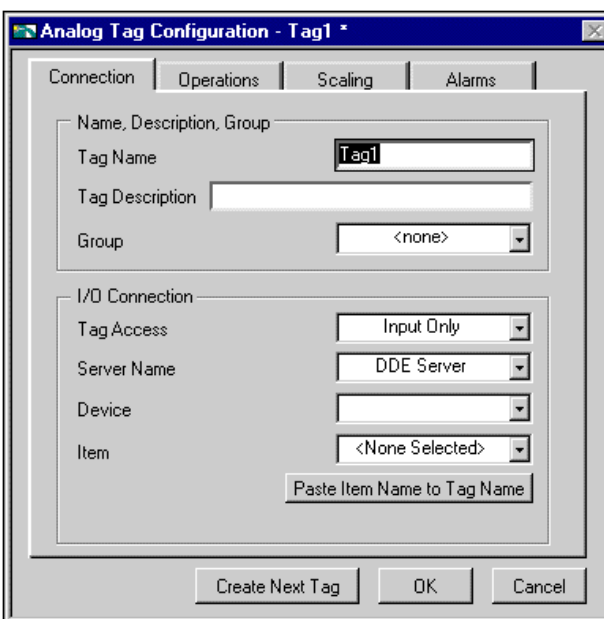 Analog Tag Configuration - Tag1 *
Connection Operations Scaling Alarms
Name, Description, Group
Tag Name Tag1
Tag Description
Group <none>
I/O Connection
Tag Access Input Only
Server Name DDE Server
Device
Item <None Selected>
Paste Item Name to Tag Name
Create Next Tag OK Cancel